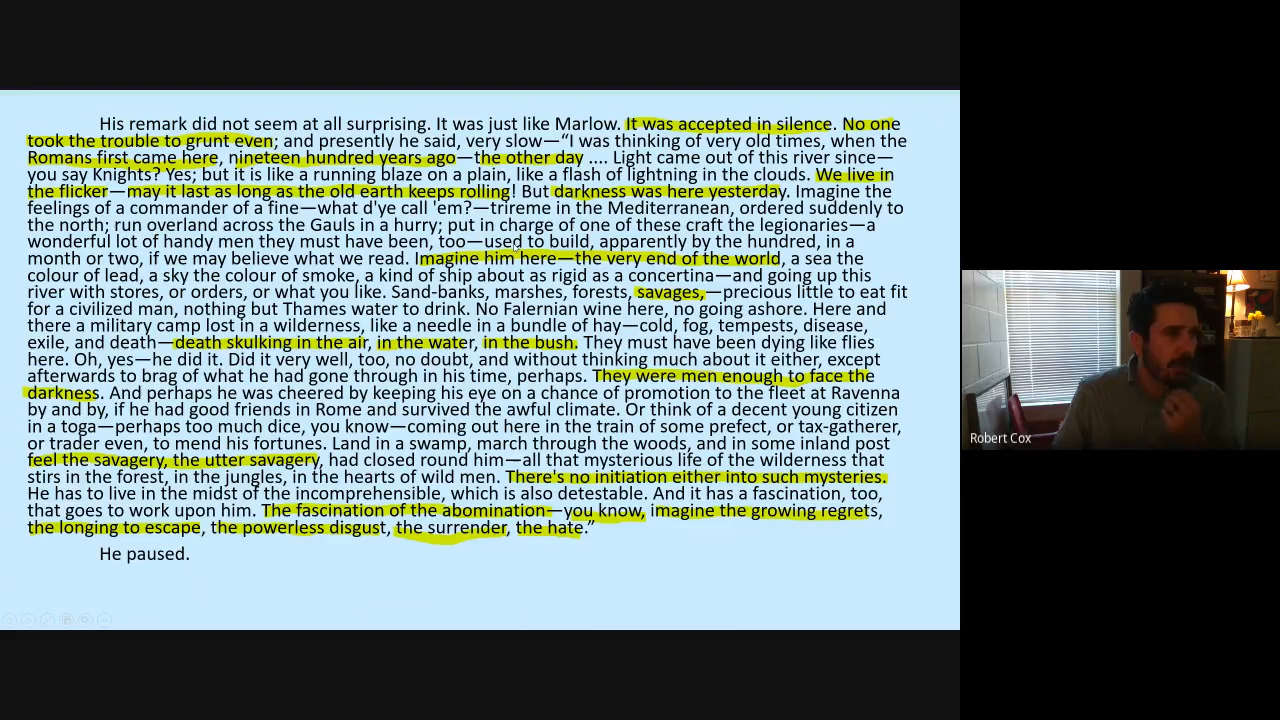 His remark did not seem at all surprising. It was just like Marlow. It was accepted in silence. No one
took the trouble to grunt even; and presently he said, very slow—“I was thinking of very old times, when the
Romans first came here, nineteen hundred years ago—the other day .... Light came out of this river since—
you say Knights? Yes; but it is like a running blaze on a plain, like a flash of lightning in the clouds. We live in
the flicker—may it last as long as the old earth keeps rolling! But darkness was here yesterday. Imagine the
feelings of a commander of a fine—what d'ye call 'em?—trireme in the Mediterranean, ordered suddenly to
the north; run overland across the Gauls in a hurry; put in charge of one of these craft the legionaries—a
wonderful lot of handy men they must have been, too—used to build, apparently by the hundred, in a
month or two, if we may believe what we read. Imagine him here—the very end of the world, a sea the
colour of lead, a sky the colour of smoke, a kind of ship about as rigid as a concertina—and going up this
river with stores, or orders, or what you like. Sand-banks, marshes, forests, savages,—precious little to eat fit
for a civilized man, nothing but Thames water to drink. No Falernian wine here, no going ashore. Here and
there a military camp lost in a wilderness, like a needle in a bundle of hay—cold, fog, tempests, disease,
exile, and death—death skulking in the air, in the water, in the bush. They must have been dying like flies
here. Oh, yes—he did it. Did it very well, too, no doubt, and without thinking much about it either, except
afterwards to brag of what he had gone through in his time, perhaps. They were men enough to face the
darkness. And perhaps he was cheered by keeping his eye on a chance of promotion to the fleet at Ravenna
by and by, if he had good friends in Rome and survived the awful climate. Or think of a decent young citizen
in a toga—perhaps too much dice, you know—coming out here in the train of some prefect, or tax-gatherer,
or trader even, to mend his fortunes. Land in a swamp, march through the woods, and in some inland post
feel the savagery, the utter savagery, had closed round him—all that mysterious life of the wilderness that
stirs in the forest, in the jungles, in the hearts of wild men. There's no initiation either into such mysteries.
He has to live in the midst of the incomprehensible, which is also detestable. And it has a fascination, too,
that goes to work upon him. The fascination of the abomination—you know, imagine the growing regrets,
the longing to escape, the powerless disgust, the surrender, the hate.”
He paused.
Robert Cox